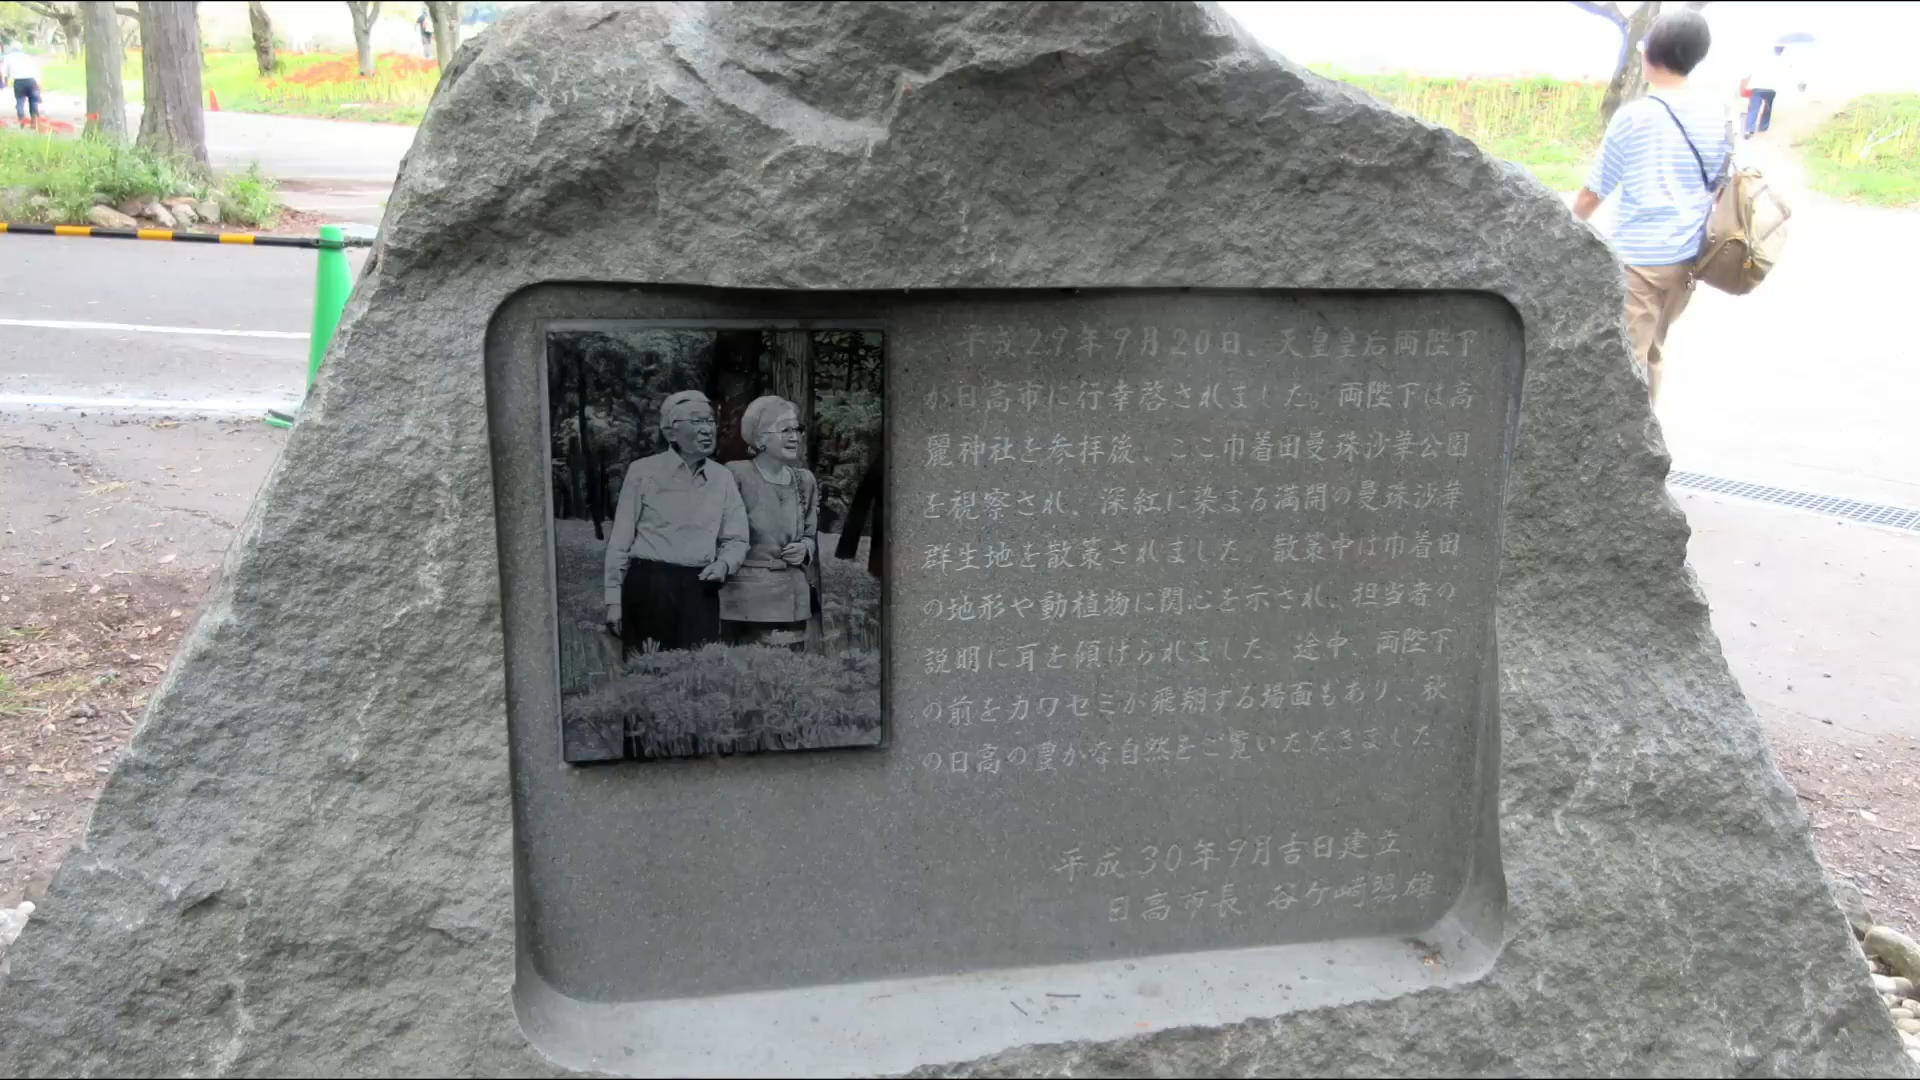 平成29年9月20日、天皇皇后両陛下
が日高市に行幸啓されました。両陛下は高
麗神社を参拝後、ここ巾着田曼珠沙華公園
を視察され、深紅に染まる満開の曼珠沙華
群生地を散策されました。散策中は巾着田
の地形や動植物に関心を示され、担当者の
説明に耳を傾けられました。途中、両陛下
の前をカワセミが飛翔する場面もあり、秋
の日高の豊かな自然をご覧いただきました。
平成30年9月吉日建立
日高市長 谷ケ﨑照雄